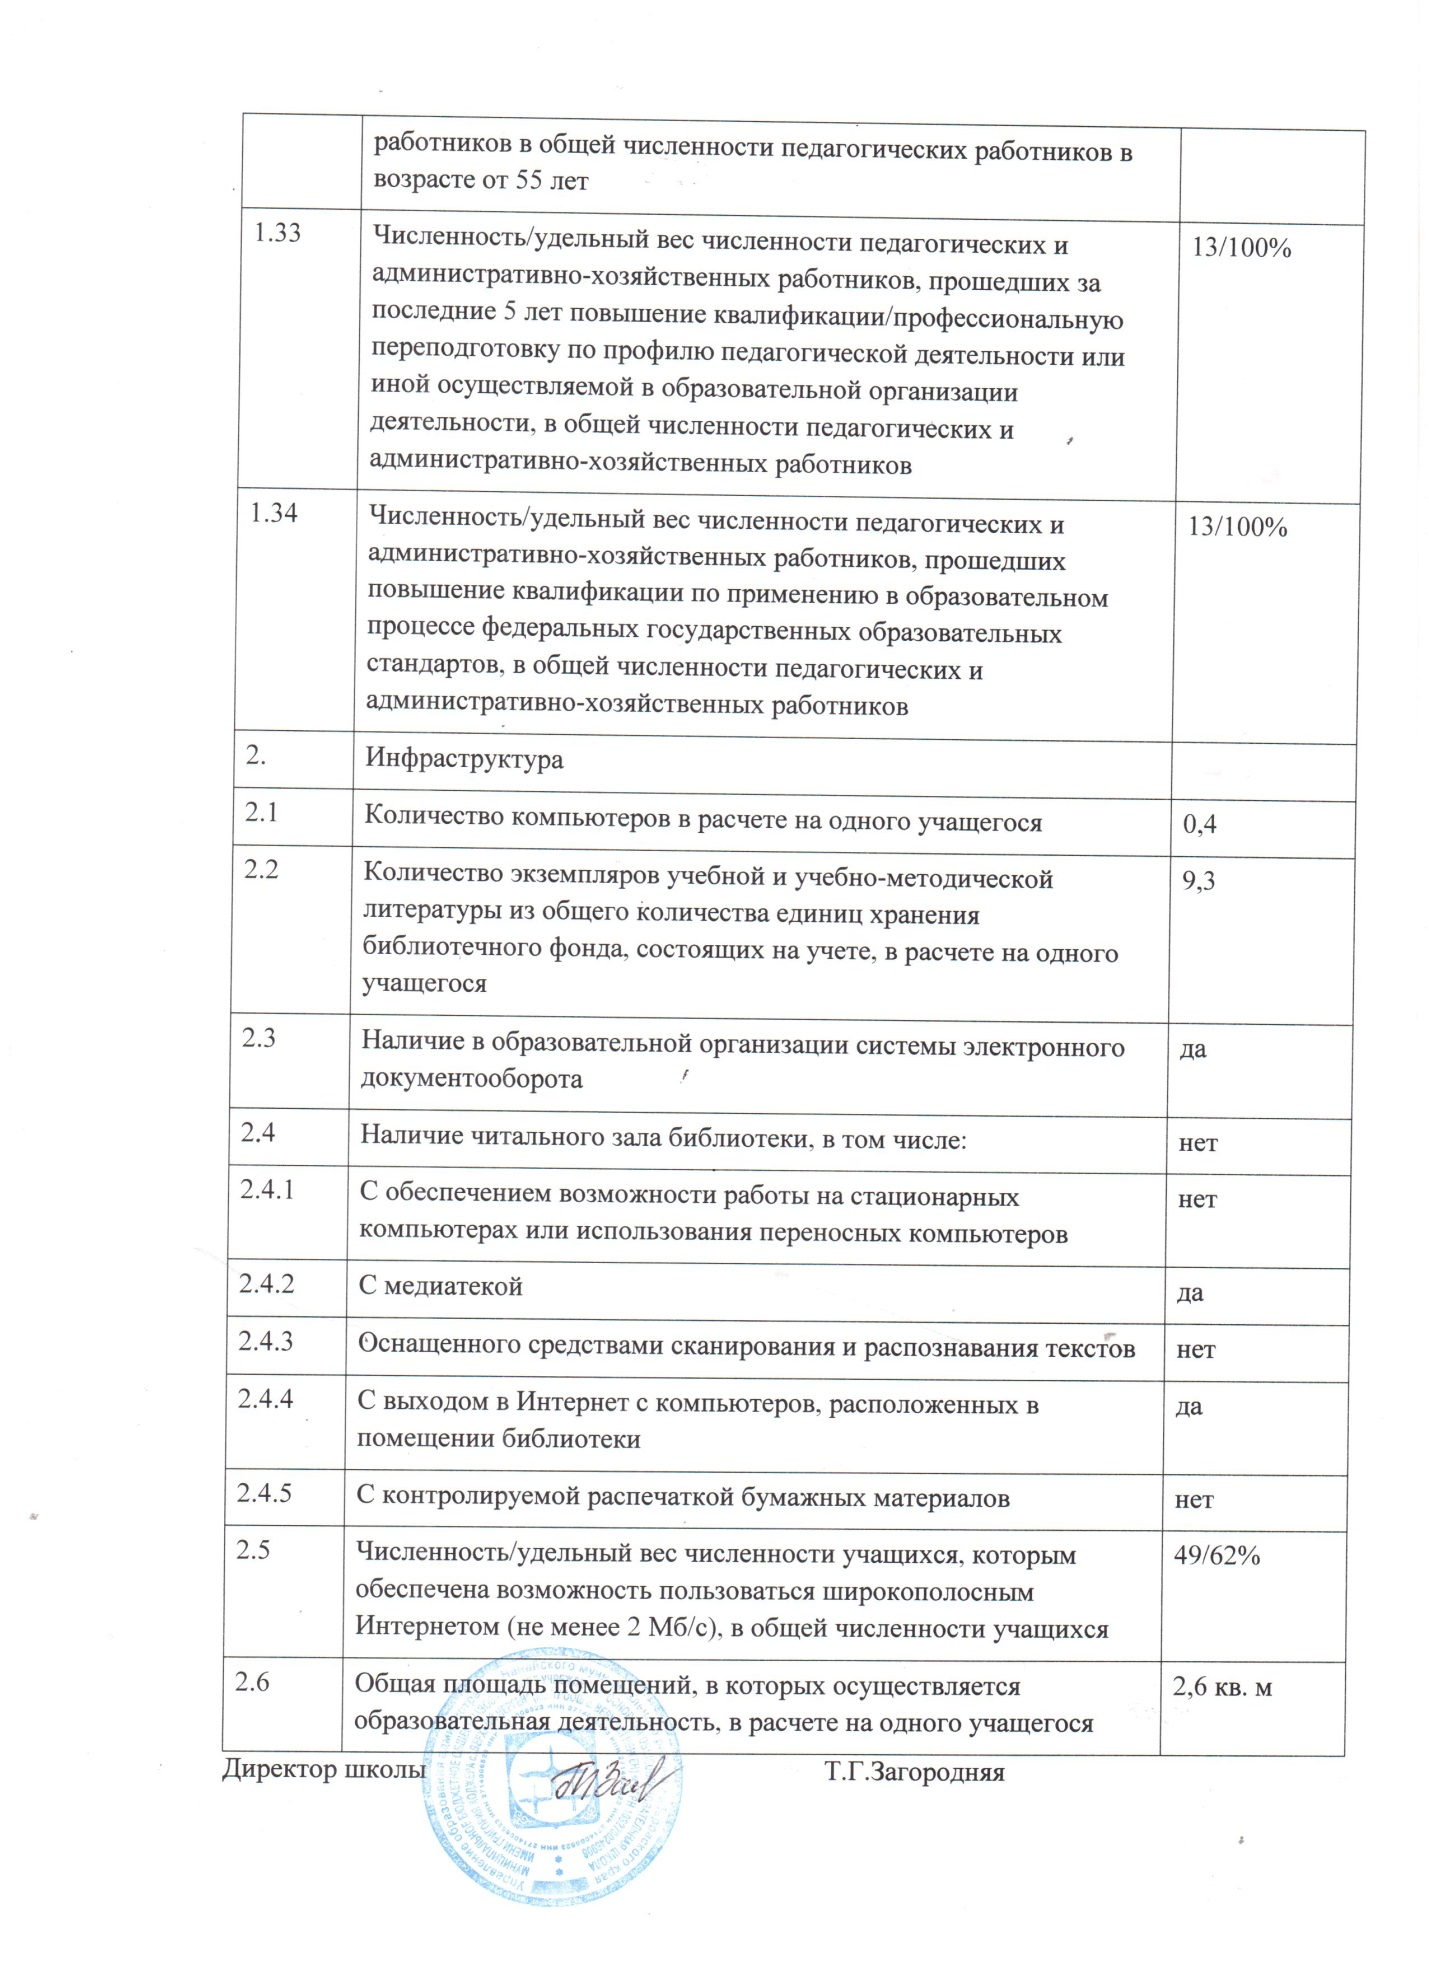 работников в общей численности педагогических работников в
возрасте от 55 лет
1.33
Численность/удельный вес численности педагогических и
административно-хозяйственных работников, прошедших за
последние 5 лет повышение квалификации/профессиональную
переподготовку по профилю педагогической деятельности или
иной осуществляемой в образовательной организации
деятельности, в общей численности педагогических и
административно-хозяйственных работников
13/100%
1.34
Численность/удельный вес численности педагогических и
административно-хозяйственных работников, прошедших
повышение квалификации по применению в образовательном
процессе федеральных государственных образовательных
стандартов, в общей численности педагогических и
административно-хозяйственных работников
13/100%
2.
Инфраструктура
2.1
Количество компьютеров в расчете на одного учащегося
0,4
2.2
Количество экземпляров учебной и учебно-методической
литературы из общего количества единиц хранения
библиотечного фонда, состоящих на учете, в расчете на одного
учащегося
9,3
2.3
Наличие в образовательной организации системы электронного
документооборота
да
2.4
Наличие читального зала библиотеки, в том числе:
нет
2.4.1
С обеспечением возможности работы на стационарных
компьютерах или использования переносных компьютеров
нет
2.4.2
С медиатекой
да
2.4.3
Оснащенного средствами сканирования и распознавания текстов
нет
2.4.4
С выходом в Интернет с компьютеров, расположенных в
помещении библиотеки
да
2.4.5
С контролируемой распечаткой бумажных материалов
нет
2.5
Численность/удельный вес численности учащихся, которым
обеспечена возможность пользоваться широкополосным
Интернетом (не менее 2 Мб/с), в общей численности учащихся
49/62%
2.6
Общая площадь помещений, в которых осуществляется
образовательная деятельность, в расчете на одного учащегося
2,6 кв. м
Директор школы
Т.Г.Загородняя